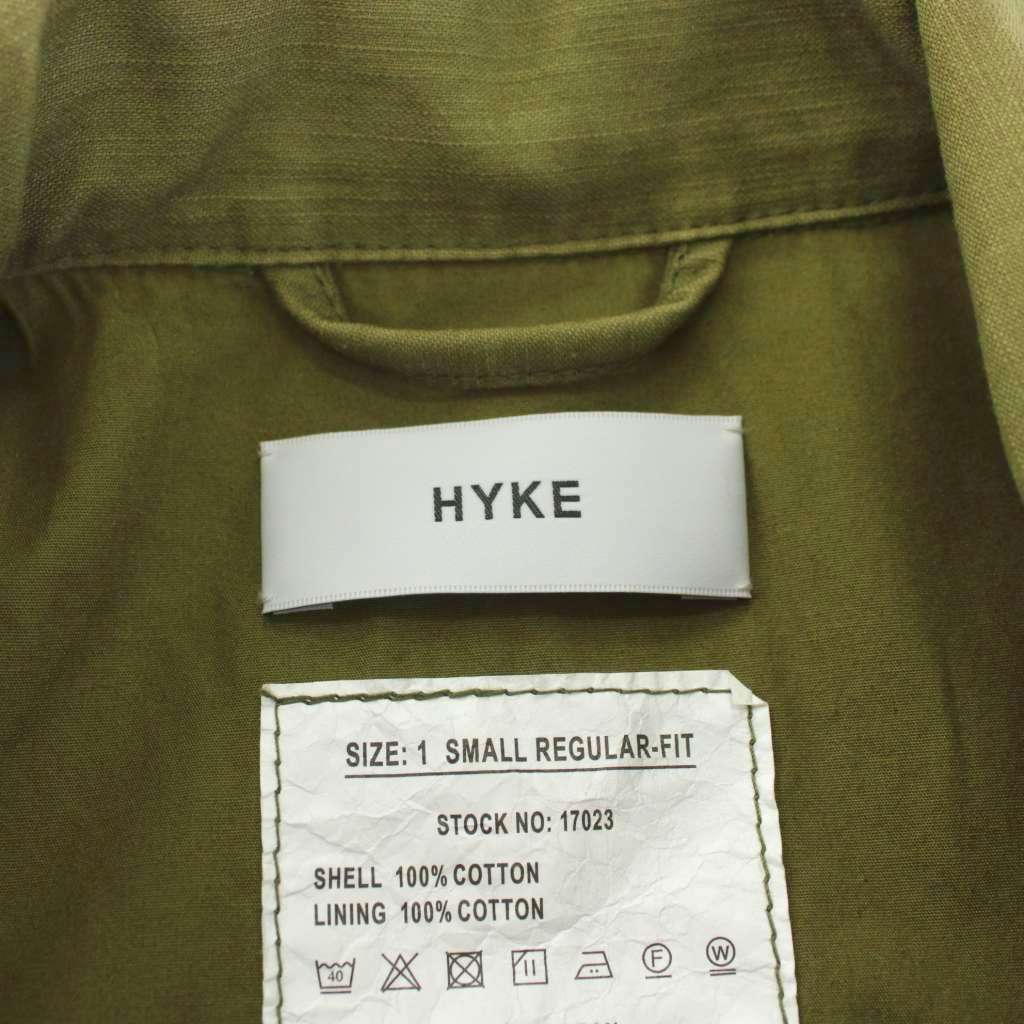 HYKE
SIZE: 1 SMALL REGULAR-FIT
STOCK NO: 17023
SHELL 100% COTTON
LINING 100% COTTON
40 F W